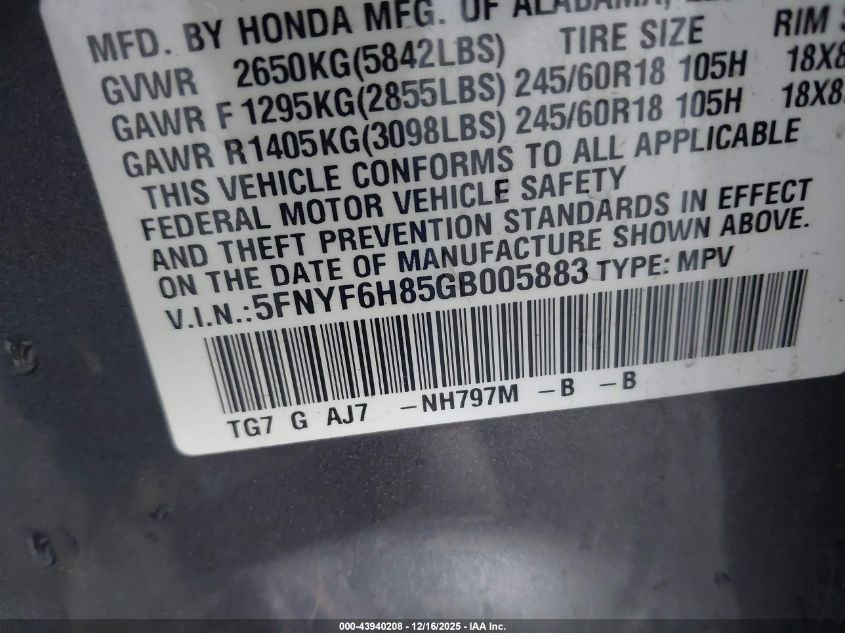 MFD. BY HONDA MFG. OF ALABAMA,
GVWR 2650KG(5842LBS) TIRE SIZE RIM
GAWR F 1295KG(2855LBS) 245/60R18 105H 18X8
GAWR R1405KG(3098LBS) 245/60R18 105H 18X8
THIS VEHICLE CONFORMS TO ALL APPLICABLE
FEDERAL MOTOR VEHICLE SAFETY
AND THEFT PREVENTION STANDARDS IN EFFECT
ON THE DATE OF MANUFACTURE SHOWN ABOVE.
V.I.N.:5FNYF6H85GB005883 TYPE: MPV
TG7 G AJ7 -NH797M -B -B
000-43940208 - 12/16/2025 - IAA Inc.